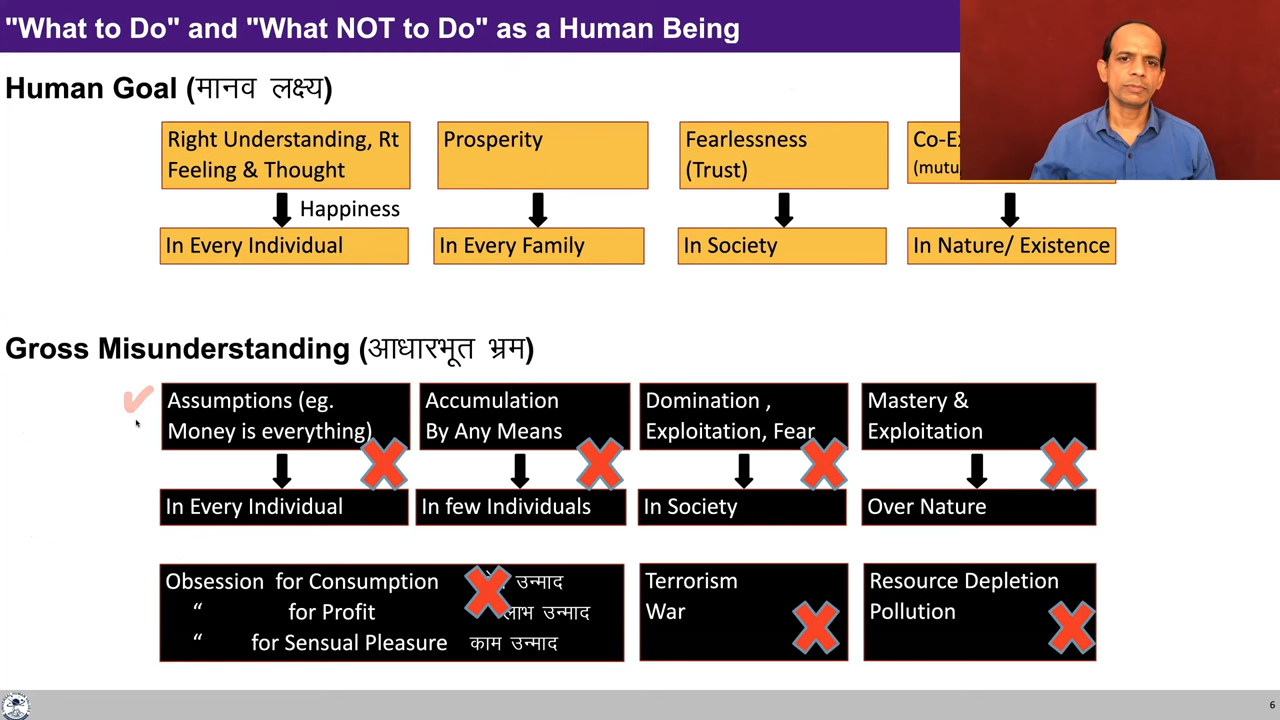 "What to Do" and "What NOT to Do" as a Human Being
Human Goal (मानव लक्ष्य)
Right Understanding, Rt
Feeling & Thought
Happiness
In Every Individual
Prosperity
In Every Family
Fearlessness
(Trust)
In Society
In Nature/ Existence
Gross Misunderstanding (आधारभूत भ्रम)
Assumptions (eg.
Money is everything)
In Every Individual
Accumulation
By Any Means
In few Individuals
Domination ,
Exploitation, Fear
In Society
Mastery &
Exploitation
Over Nature
Obsession for Consumption उन्माद
“ for Profit लाभ उन्माद
“ for Sensual Pleasure काम उन्माद
Terrorism
War
Resource Depletion
Pollution
6